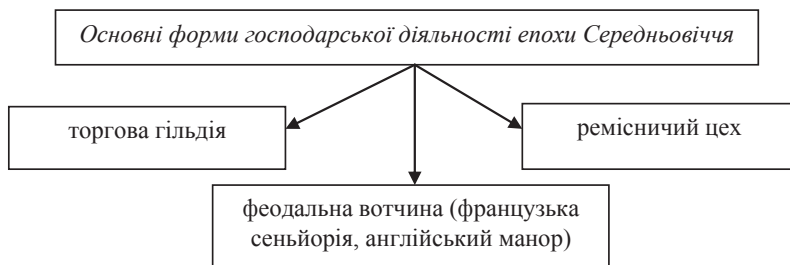 Основні форми господарської діяльності епохи Середньовіччя
торгова гільдія
ремісничий цех
феодальна вотчина (французька
сеньйорія, англійський манор)